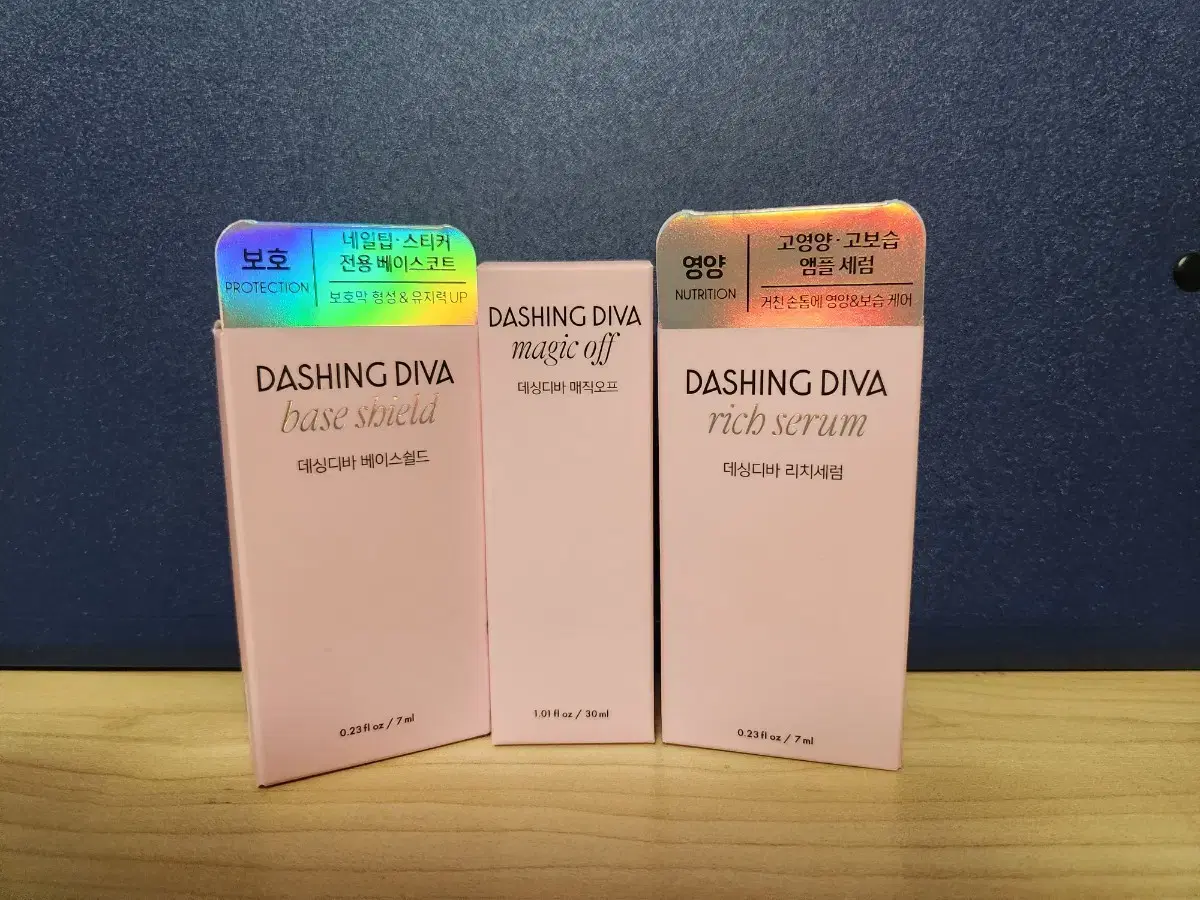 보호
PROTECTION
네일팁·스티커
전용 베이스코트
보호막 형성 & 유지력 UP
DASHING DIVA
base shield
데싱디바 베이스쉴드
0.23 fl oz / 7 ml
DASHING DIVA
magic off
데싱디바 매직오프
1.01 fl oz / 30 ml
영양
NUTRITION
고영양·고보습
앰플 세럼
거친 손톱에 영양&보습 케어
DASHING DIVA
rich serum
데싱디바 리치세럼
0.23 fl oz / 7 ml